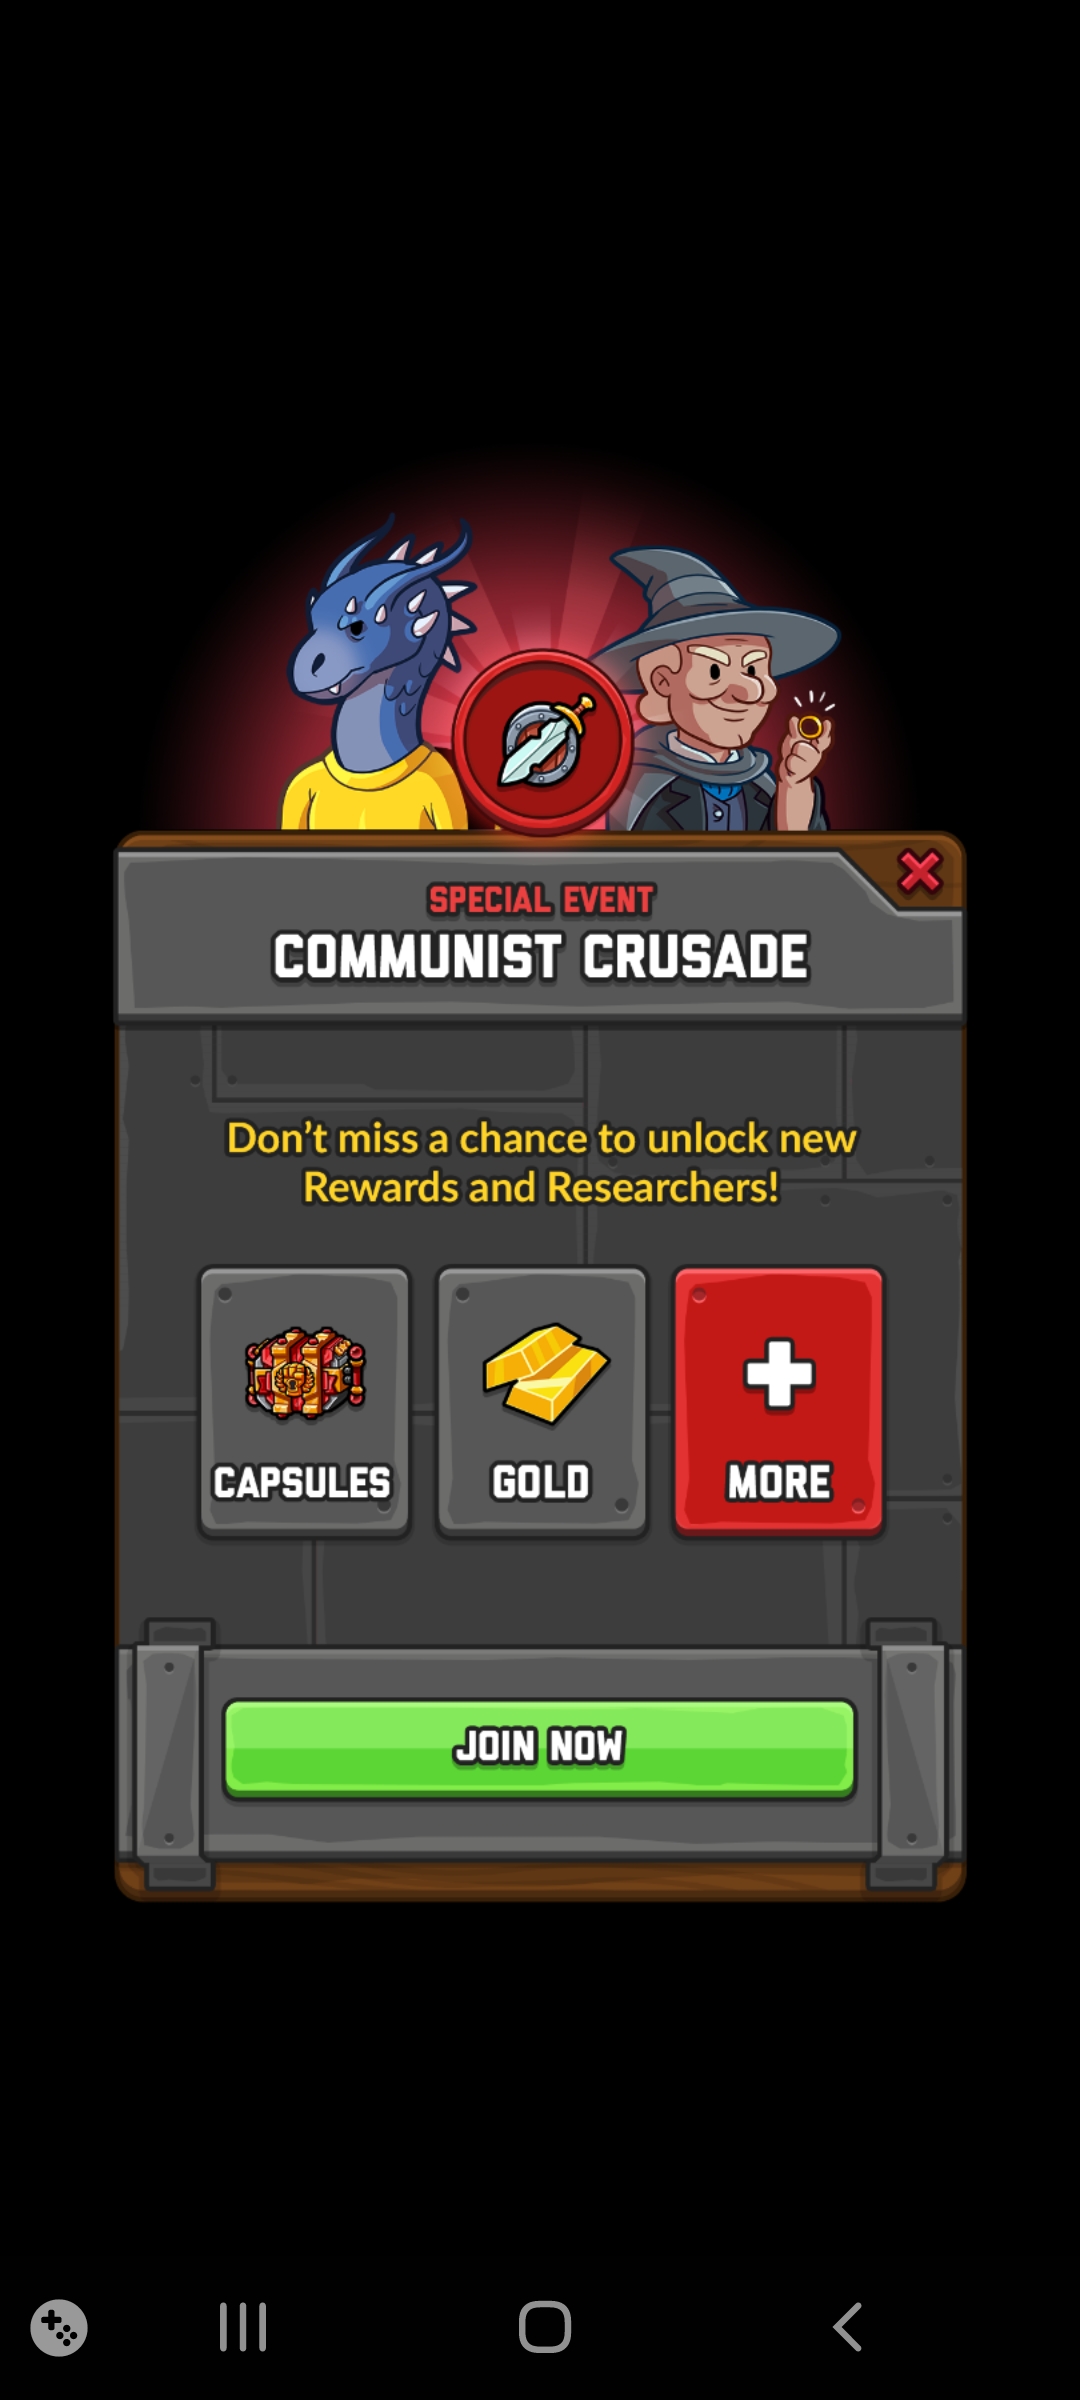 SPECIAL EVENT
COMMUNIST CRUSADE
Don't miss a chance to unlock new
Rewards and Researchers!
CAPSULES
GOLD
MORE
JOIN NOW